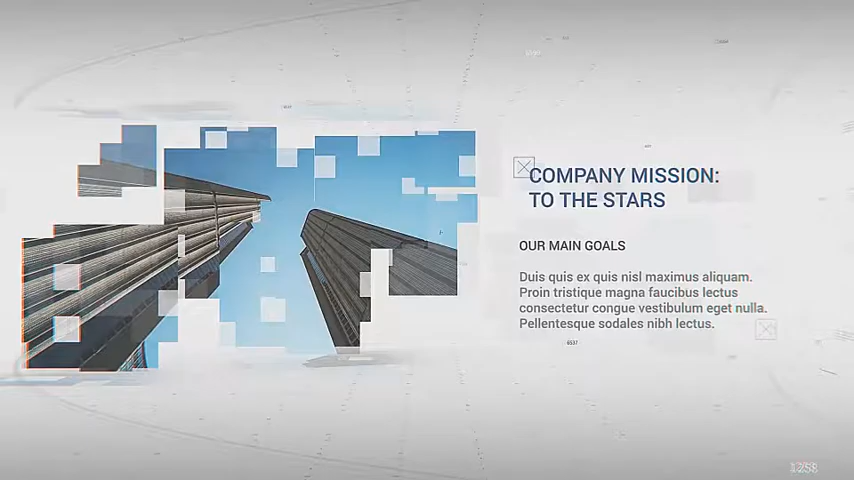 COMPANY MISSION:
TO THE STARS
OUR MAIN GOALS
Duis quis ex quis nisl maximus aliquam.
Proin tristique magna faucibus lectus
consectetur congue vestibulum eget nulla.
Pellentesque sodales nibh lectus.